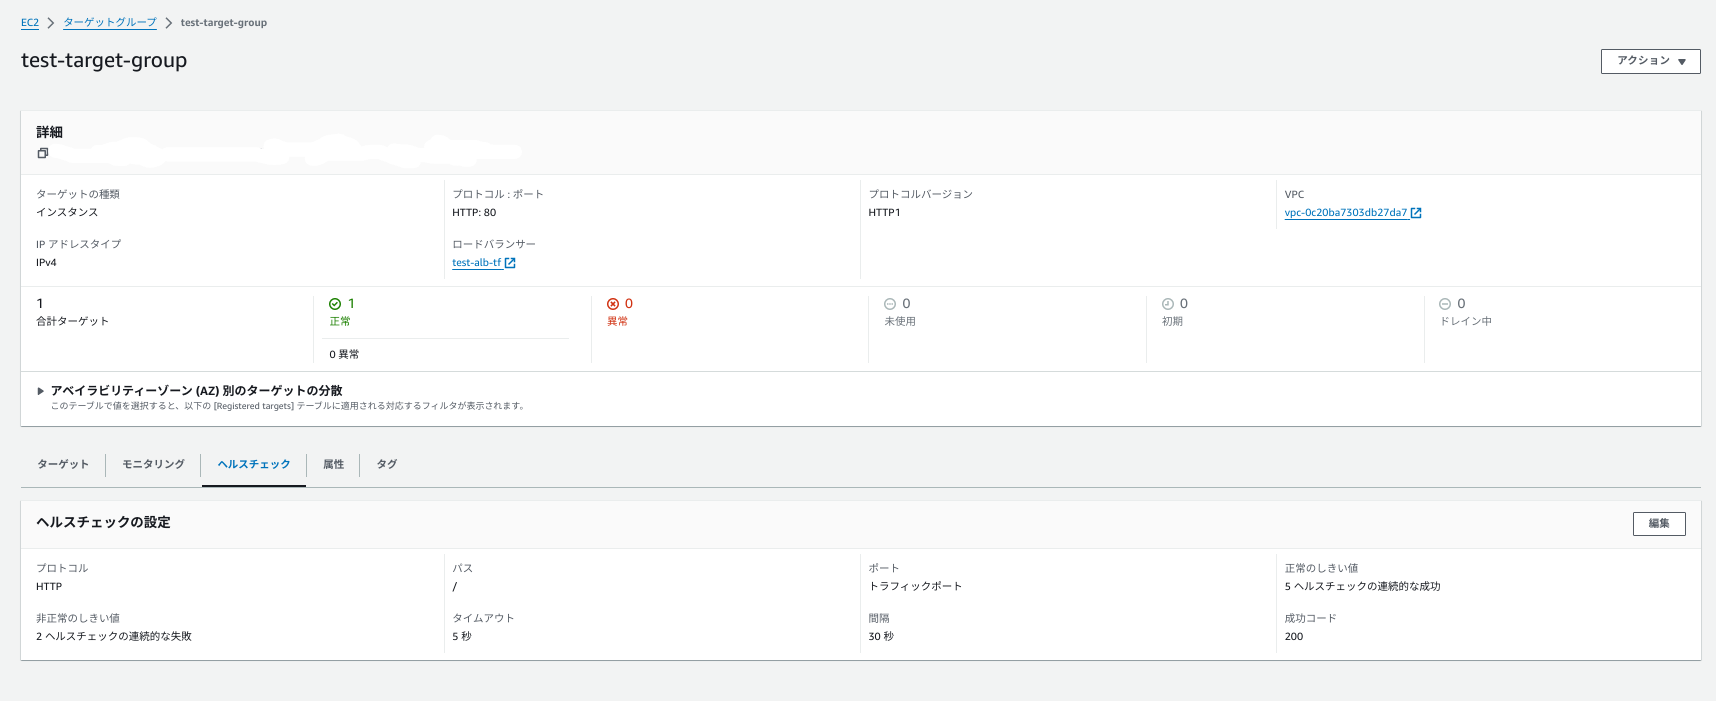 EC2 > ターゲットグループ > test-target-group
test-target-group
アクション ▼
詳細
ターゲットの種類
インスタンス
プロトコル : ポート
HTTP: 80
プロトコルバージョン
HTTP1
VPC
vpc-0c20ba7303db27da7
IP アドレスタイプ
IPv4
ロードバランサー
test-alb-tf
1
合計ターゲット
1
正常
0 異常
0
異常
0
未使用
0
初期
0
ドレイン中
アベイラビリティーゾーン (AZ) 別のターゲットの分散
このテーブルで値を選択すると、以下の [Registered targets] テーブルに適用される対応するフィルタが表示されます。
ターゲット モニタリング ヘルスチェック 属性 タグ
ヘルスチェックの設定
編集
プロトコル
HTTP
パス
/
ポート
トラフィックポート
正常のしきい値
5 ヘルスチェックの連続的な成功
非正常のしきい値
2 ヘルスチェックの連続的な失敗
タイムアウト
5 秒
間隔
30 秒
成功コード
200